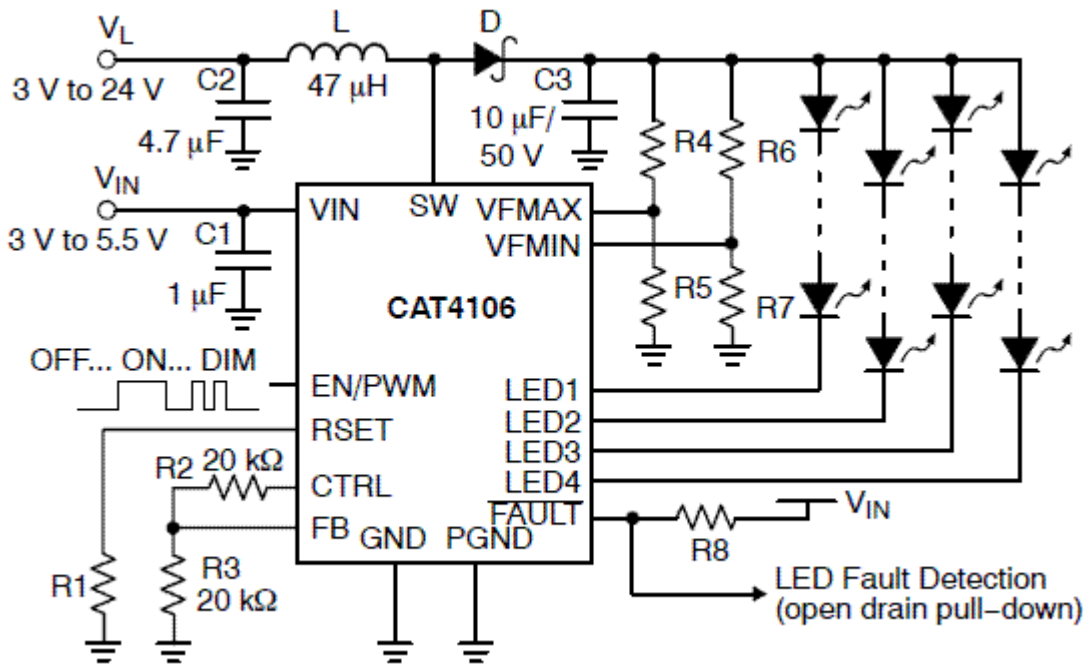 V_L
3 V to 24 V
C2
4.7 µF
L
47 µH
D
C3
10 µF/
50 V
R4
R6
V_IN
3 V to 5.5 V
C1
1 µF
VIN
SW
VFMAX
VFMIN
R5
R7
CAT4106
OFF... ON... DIM
EN/PWM
RSET
R2
20 kΩ
CTRL
FB
GND
PGND
LED1
LED2
LED3
LED4
FAULT
R1
R3
20 kΩ
R8
V_IN
LED Fault Detection
(open drain pull–down)